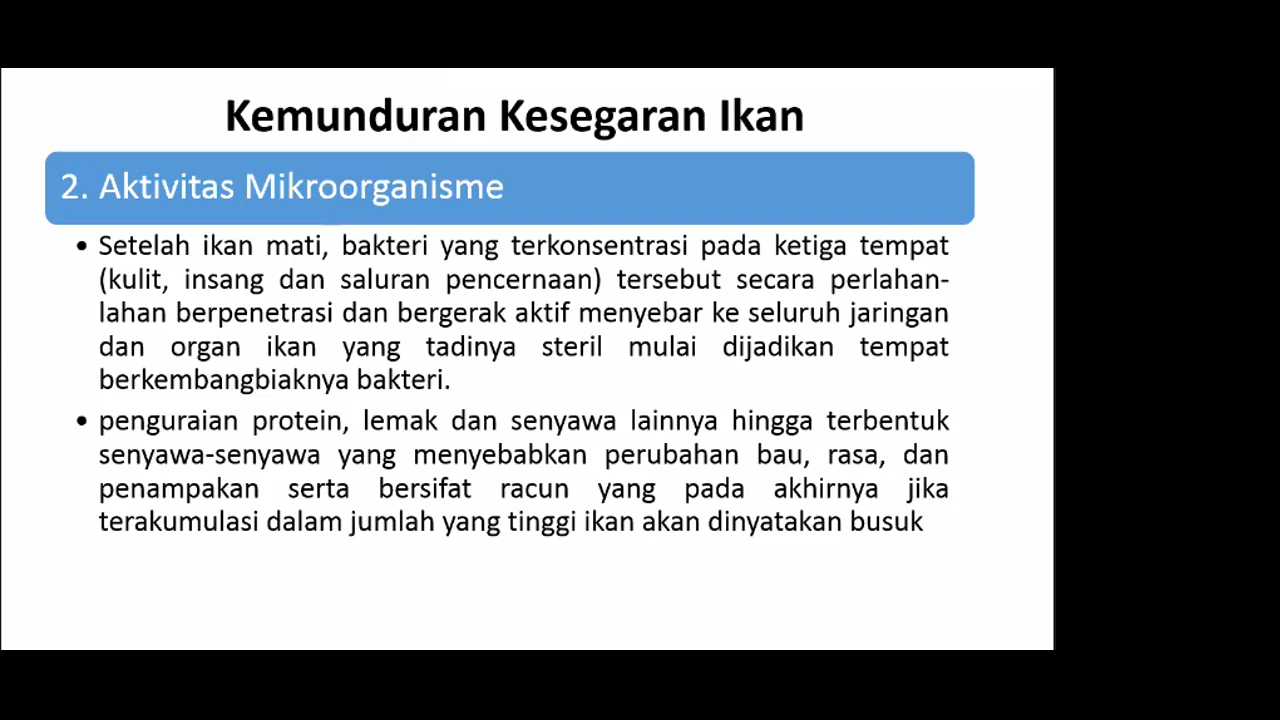 Kemunduran Kesegaran Ikan
2. Aktivitas Mikroorganisme
• Setelah ikan mati, bakteri yang terkonsentrasi pada ketiga tempat
(kulit, insang dan saluran pencernaan) tersebut secara perlahan-
lahan berpenetrasi dan bergerak aktif menyebar ke seluruh jaringan
dan organ ikan yang tadinya steril mulai dijadikan tempat
berkembangbiaknya bakteri.
• penguraian protein, lemak dan senyawa lainnya hingga terbentuk
senyawa-senyawa yang menyebabkan perubahan bau, rasa, dan
penampakan serta bersifat racun yang pada akhirnya jika
terakumulasi dalam jumlah yang tinggi ikan akan dinyatakan busuk